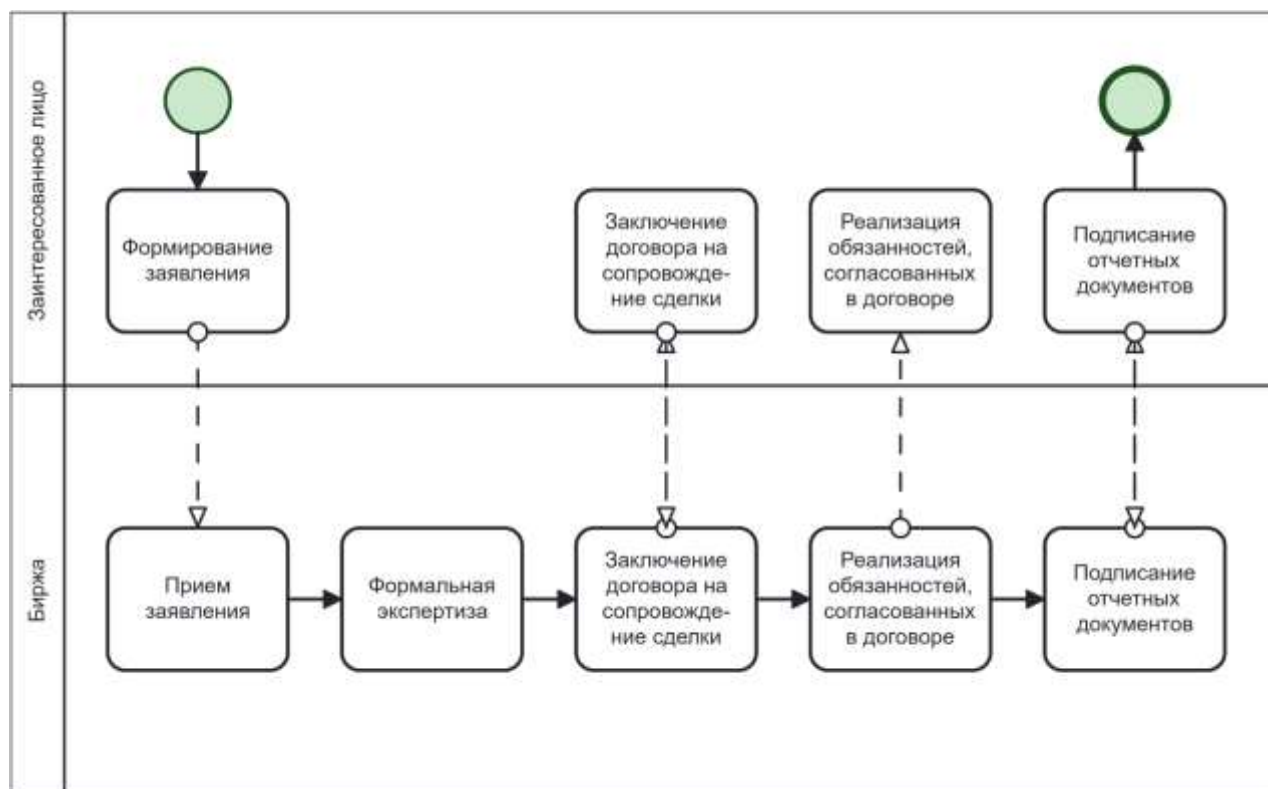 Заинтересованное лицо
Формирование
заявления
Заключение
договора на
сопровожде-
ние сделки
Реализация
обязанностей,
согласованных
в договоре
Подписание
отчетных
документов
Биржа
Прием
заявления
Формальная
экспертиза
Заключение
договора на
сопровожде-
ние сделки
Реализация
обязанностей,
согласованных
в договоре
Подписание
отчетных
документов